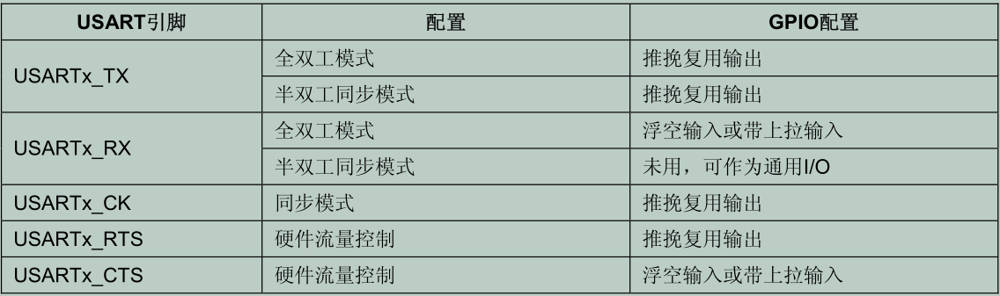 USART引脚 配置 GPIO配置
USARTx_TX 全双工模式 推挽复用输出
半双工同步模式 推挽复用输出
USARTx_RX 全双工模式 浮空输入或带上拉输入
半双工同步模式 未用，可作为通用I/O
USARTx_CK 同步模式 推挽复用输出
USARTx_RTS 硬件流量控制 推挽复用输出
USARTx_CTS 硬件流量控制 浮空输入或带上拉输入